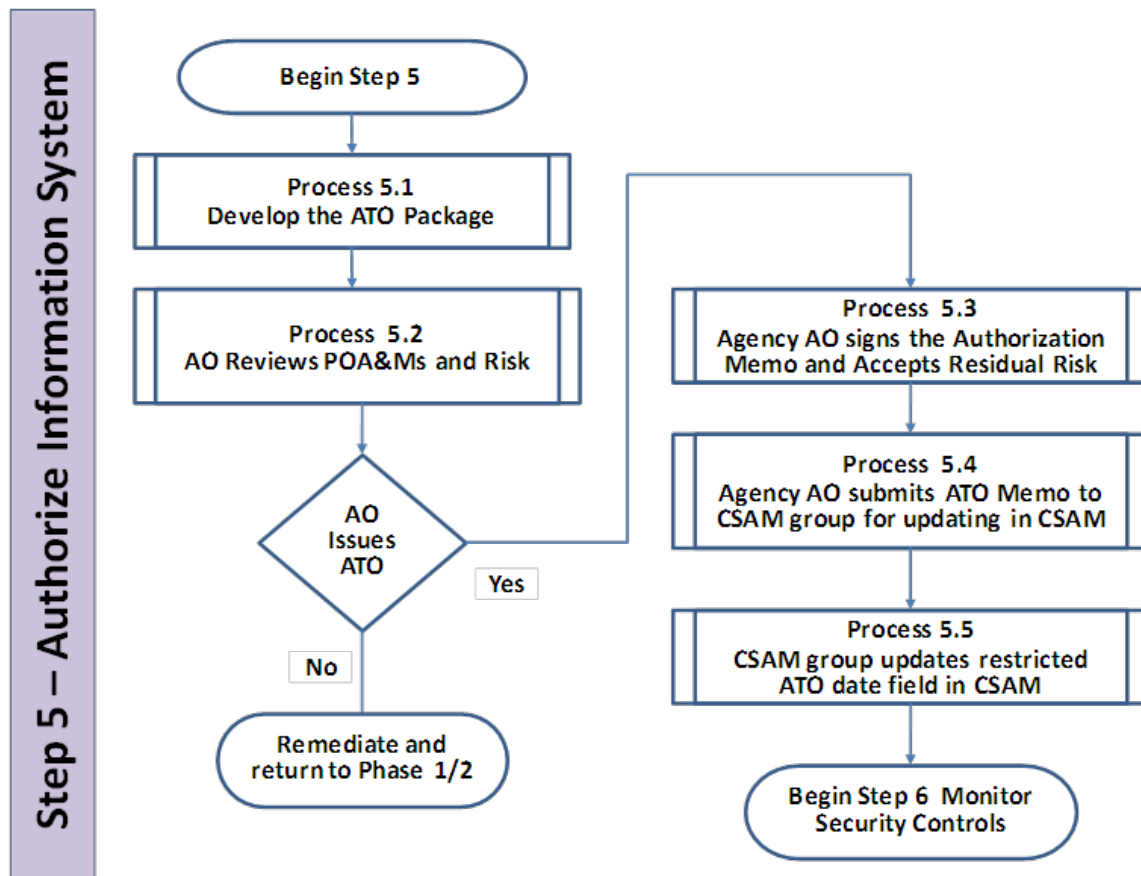 Step 5 – Authorize Information System
Begin Step 5
Process 5.1
Develop the ATO Package
Process 5.2
AO Reviews POA&Ms and Risk
AO
Issues
ATO
Yes
No
Remediate and
return to Phase 1/2
Process 5.3
Agency AO signs the Authorization
Memo and Accepts Residual Risk
Process 5.4
Agency AO submits ATO Memo to
CSAM group for updating in CSAM
Process 5.5
CSAM group updates restricted
ATO date field in CSAM
Begin Step 6 Monitor
Security Controls